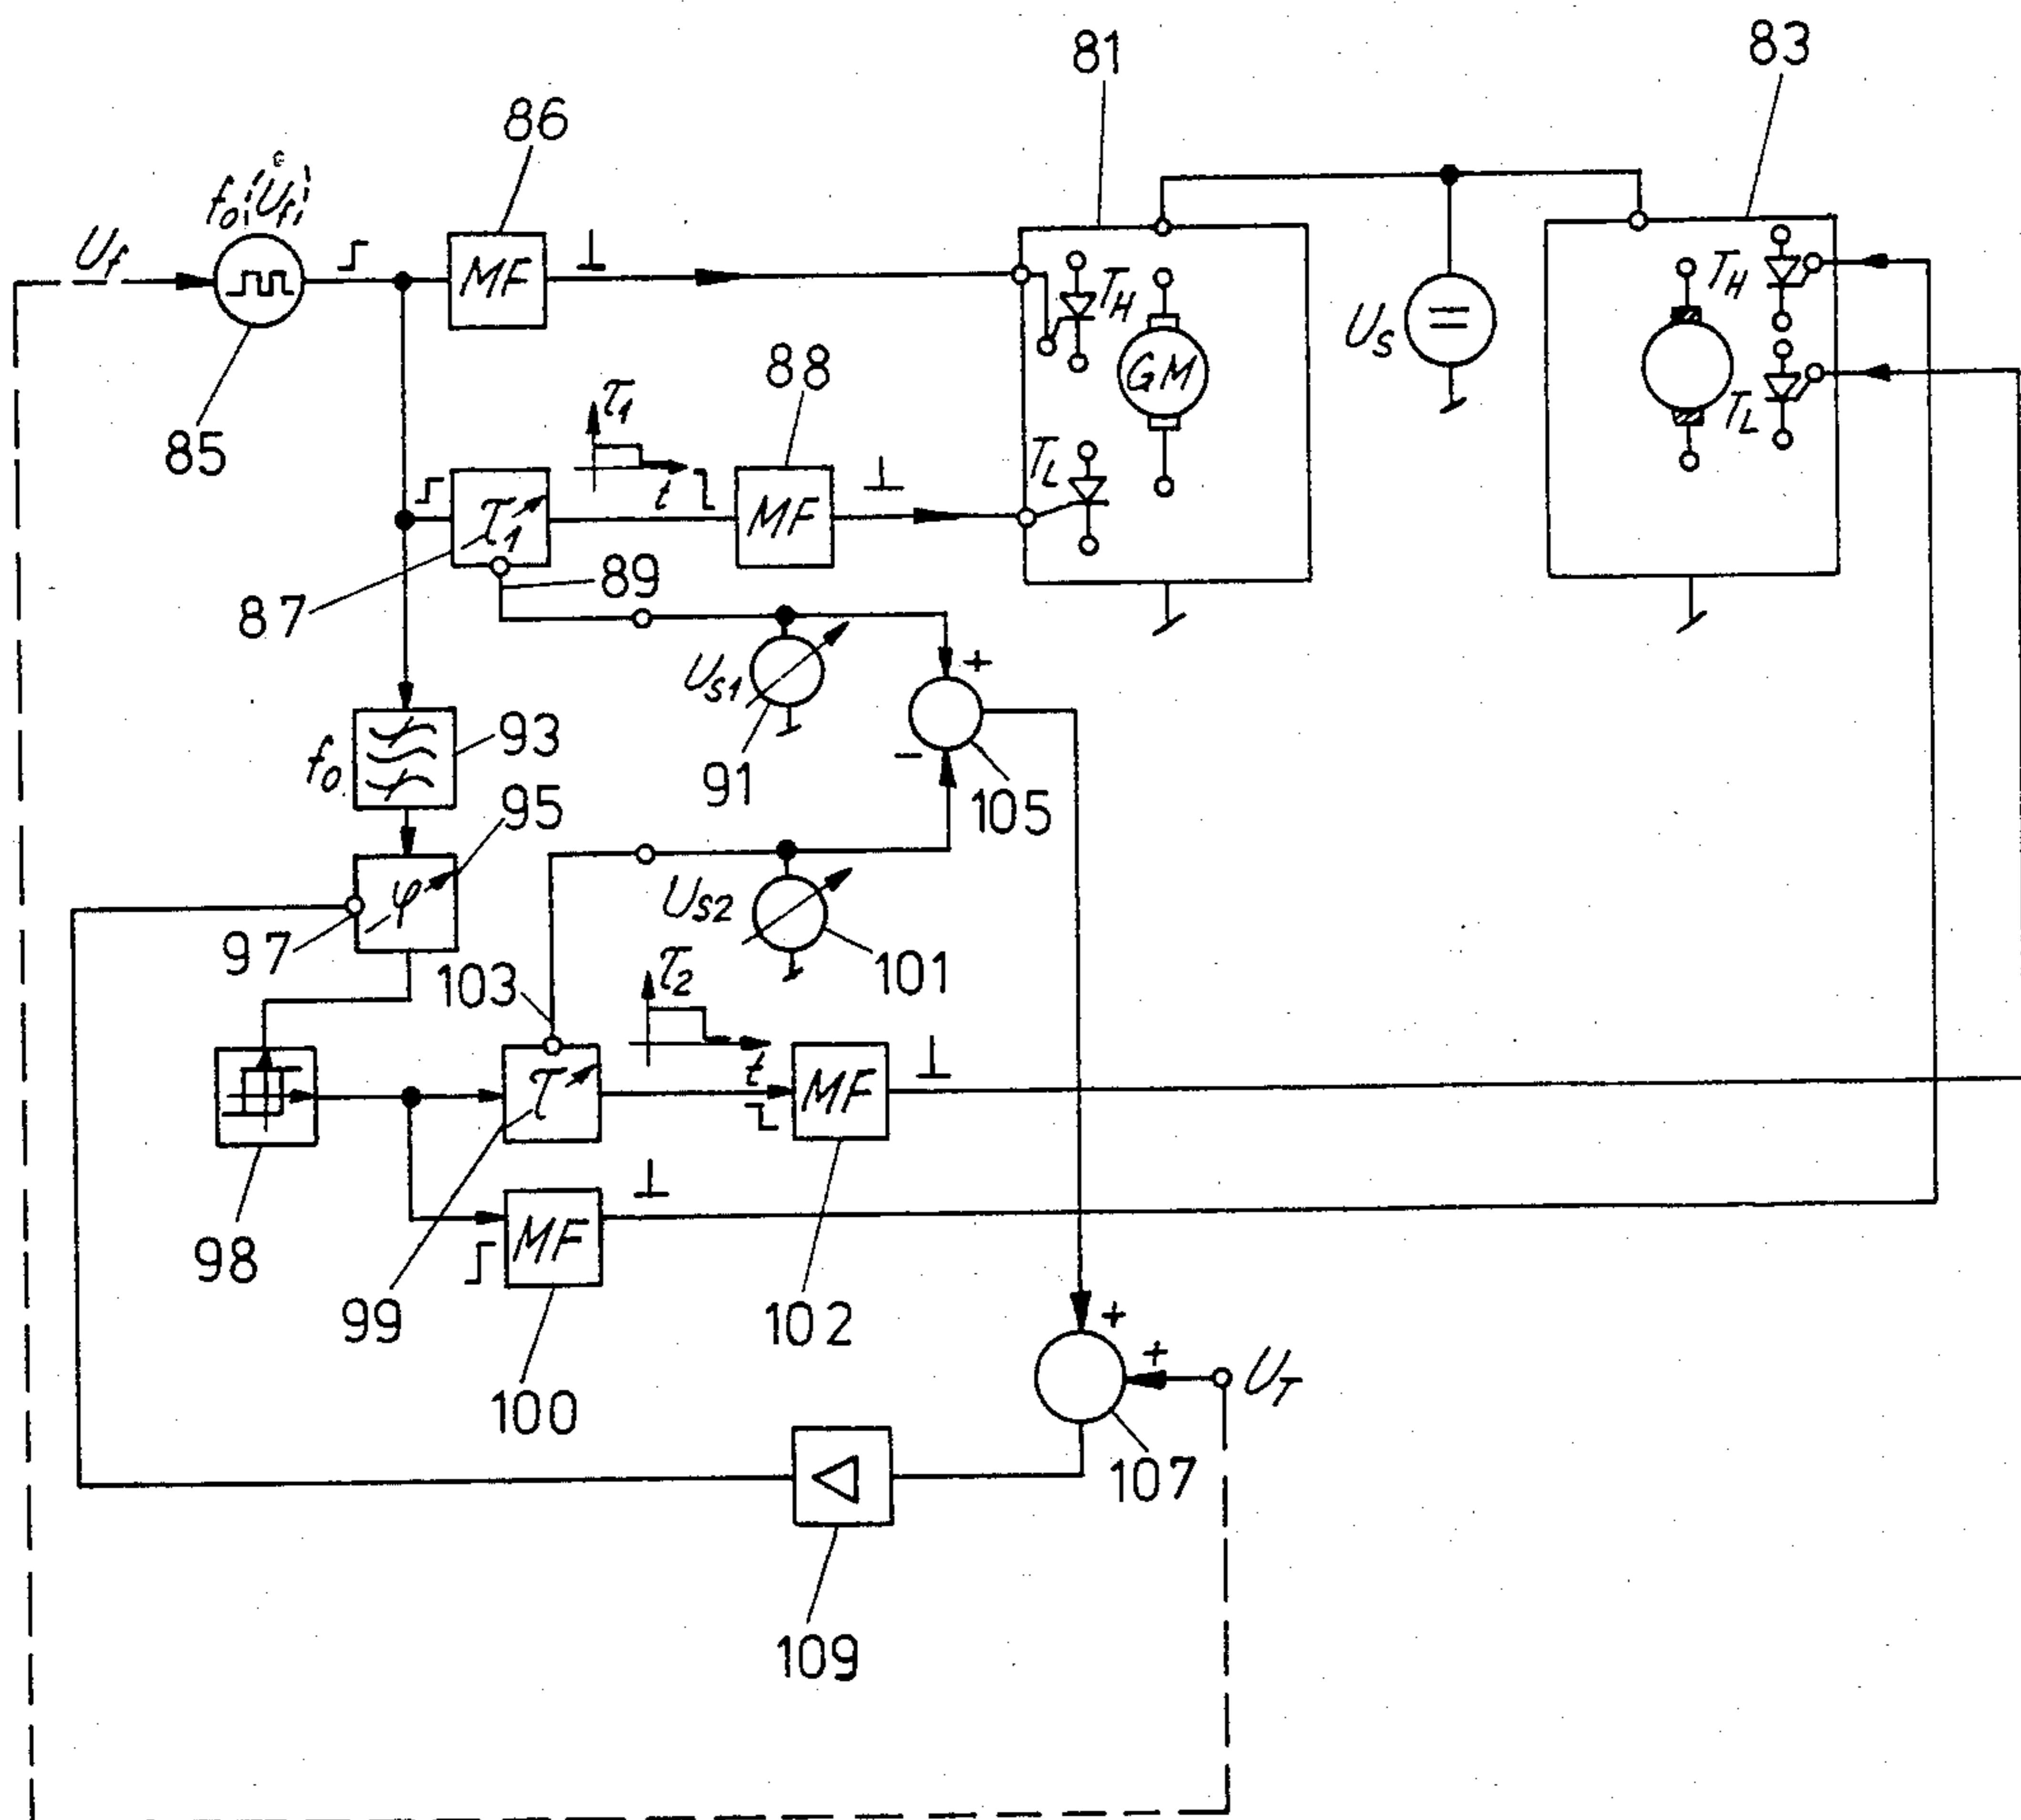 81
83
86
f₀(U_f)
U_f
MF
T_H
GM
U_S
=
T_H
T_L
85
88
τ₁
t
T_L
τ₁
MF
89
87
+
U_S1
f₀
93
91
-
105
95
φ
U_S2
97
101
103
τ₂
t
τ
MF
98
MF
99
102
+
+
U_T
100
107
109